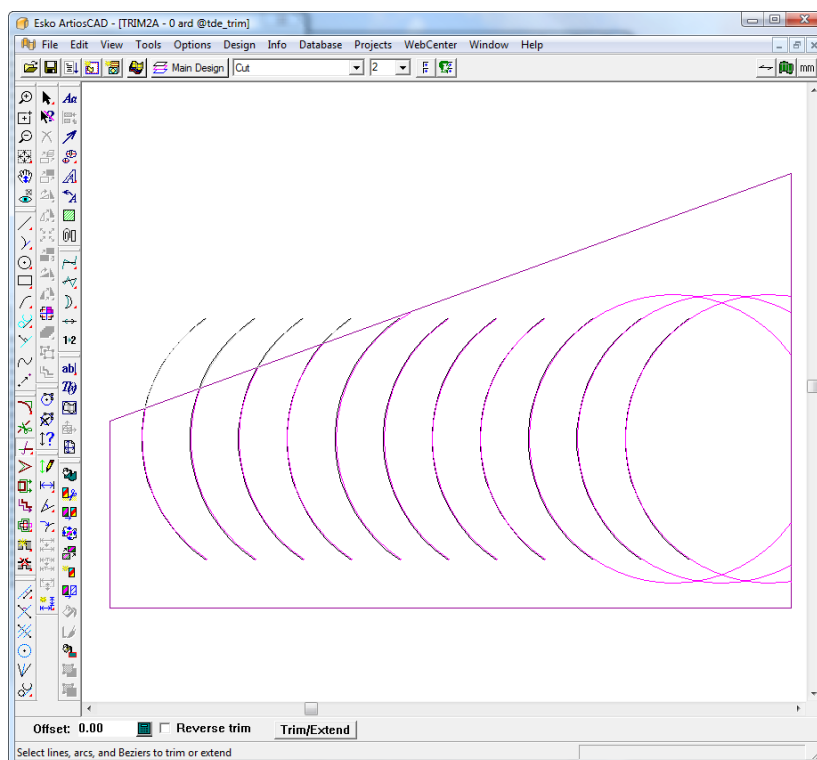 Esko ArtiosCAD - [TRIM2A - 0 ard @tde_trim]
File Edit View Tools Options Design Info Database Projects WebCenter Window Help
Main Design Cut 2 mm
1•2
ab
1?
Offset: 0.00 Reverse trim Trim/Extend
Select lines, arcs, and Beziers to trim or extend